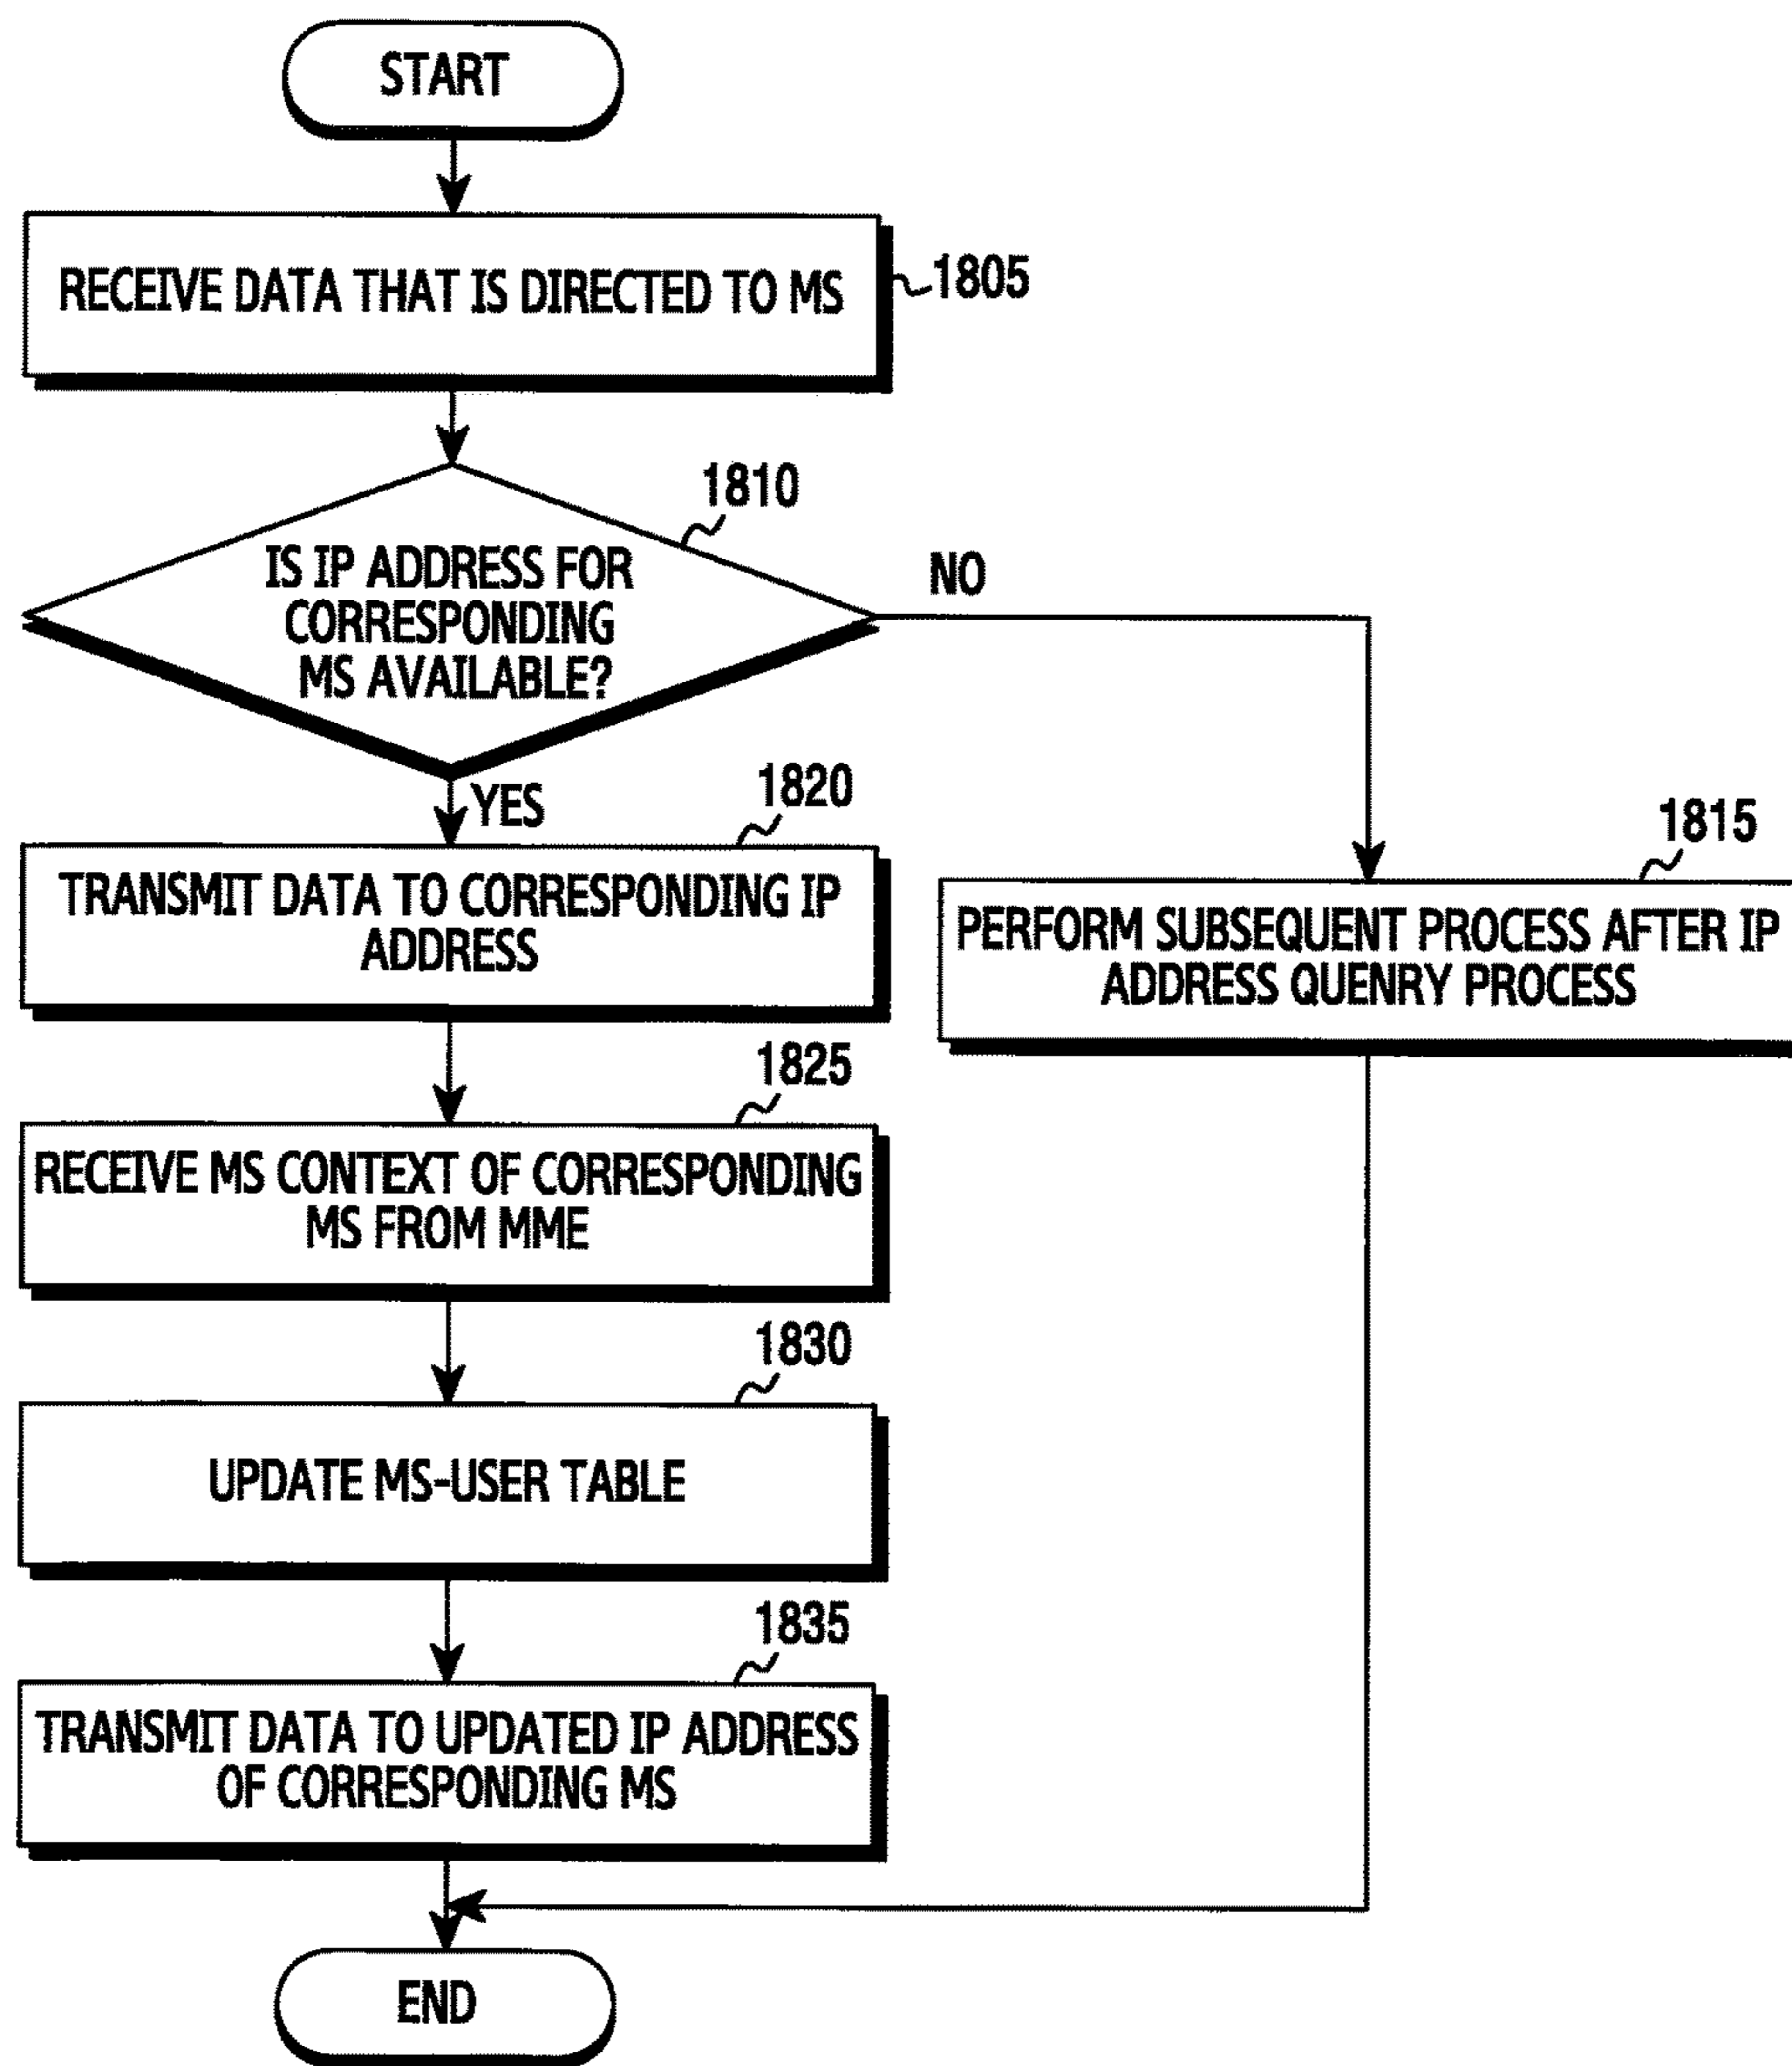 START
RECEIVE DATA THAT IS DIRECTED TO MS
1805
1810
IS IP ADDRESS FOR
CORRESPONDING
MS AVAILABLE?
NO
YES
1820
TRANSMIT DATA TO CORRESPONDING IP
ADDRESS
1815
PERFORM SUBSEQUENT PROCESS AFTER IP
ADDRESS QUENRY PROCESS
1825
RECEIVE MS CONTEXT OF CORRESPONDING
MS FROM MME
1830
UPDATE MS-USER TABLE
1835
TRANSMIT DATA TO UPDATED IP ADDRESS
OF CORRESPONDING MS
END